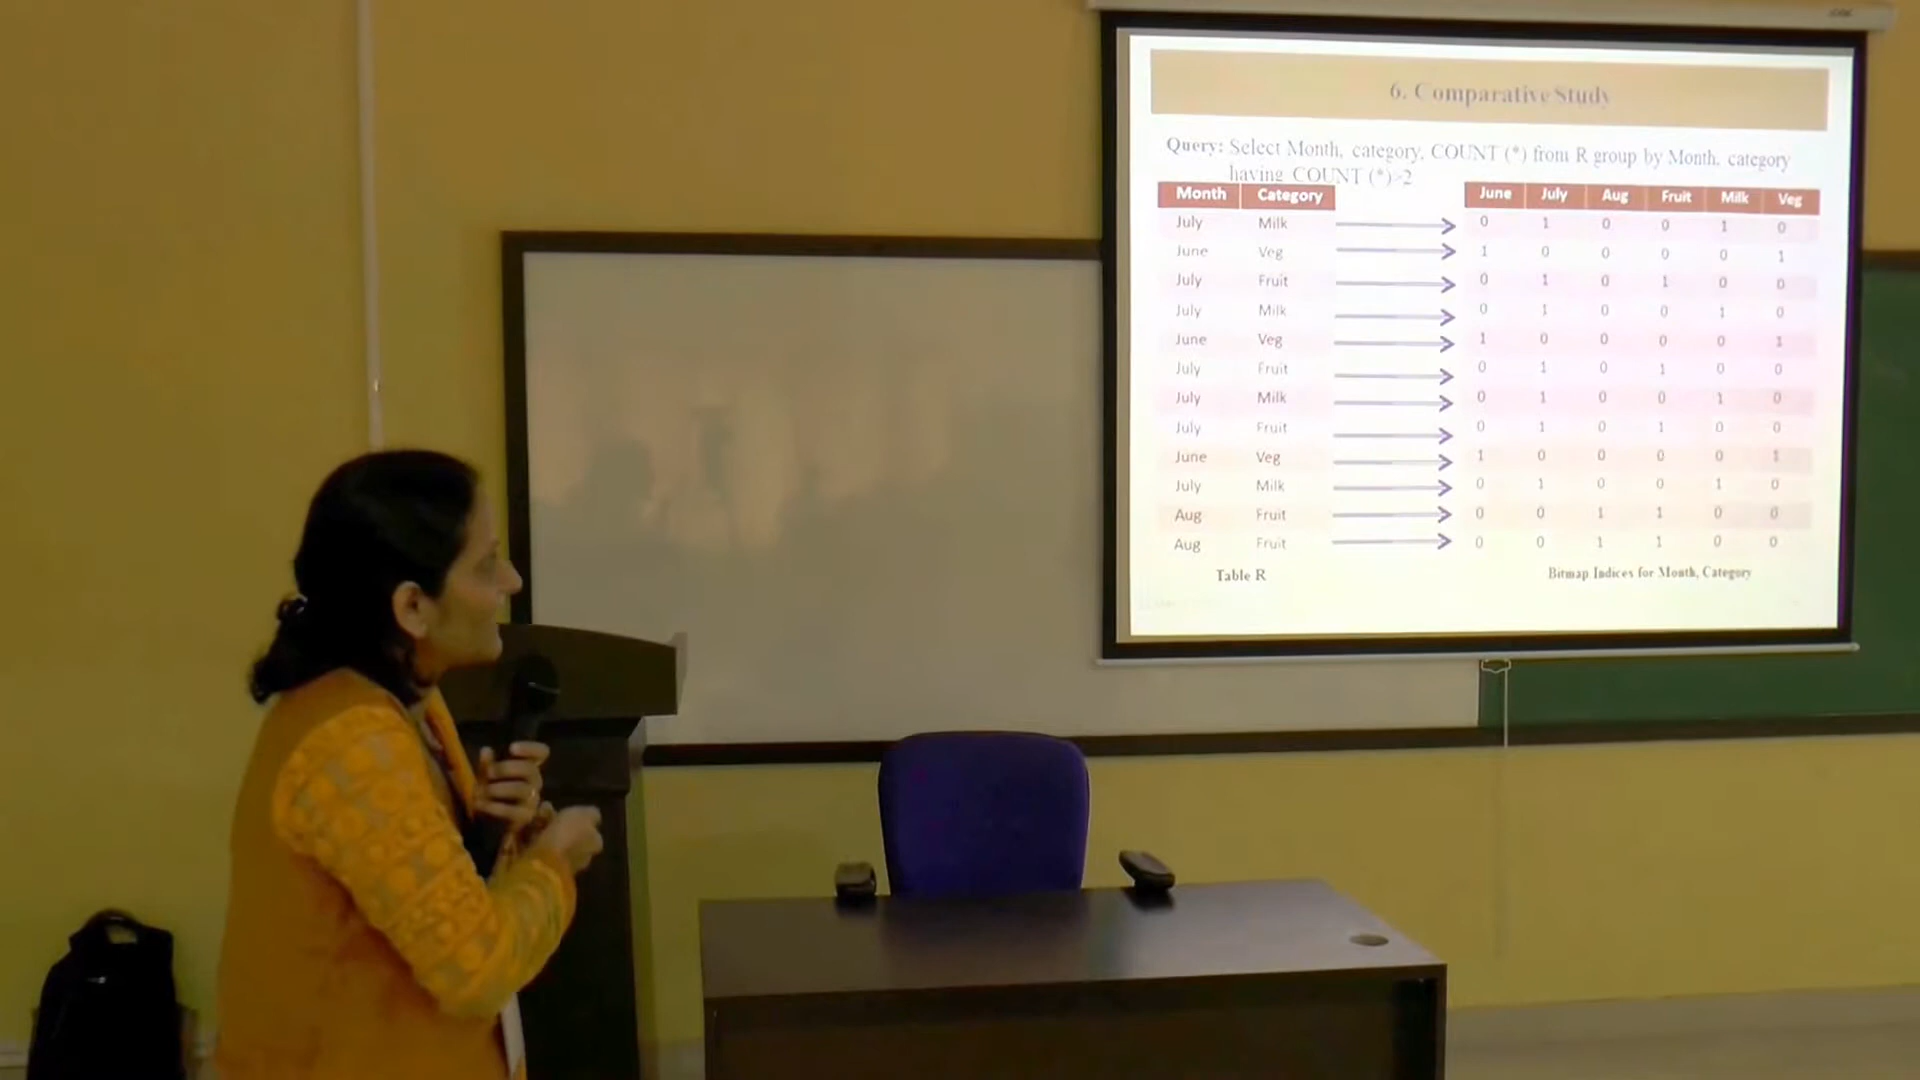 6. Comparative Study
Query: Select Month, category, COUNT (*) from R group by Month, category
having COUNT (*)>2
Month Category June July Aug Fruit Milk Veg
July Milk 0 1 0 0 1 0
June Veg 1 0 0 0 0 1
July Fruit 0 1 0 1 0 0
July Milk 0 1 0 0 1 0
June Veg 1 0 0 0 0 1
July Fruit 0 1 0 1 0 0
July Milk 0 1 0 0 1 0
July Fruit 0 1 0 1 0 0
June Veg 1 0 0 0 0 1
July Milk 0 1 0 0 1 0
Aug Fruit 0 0 1 1 0 0
Aug Fruit 0 0 1 1 0 0
Table R Bitmap Indices for Month, Category